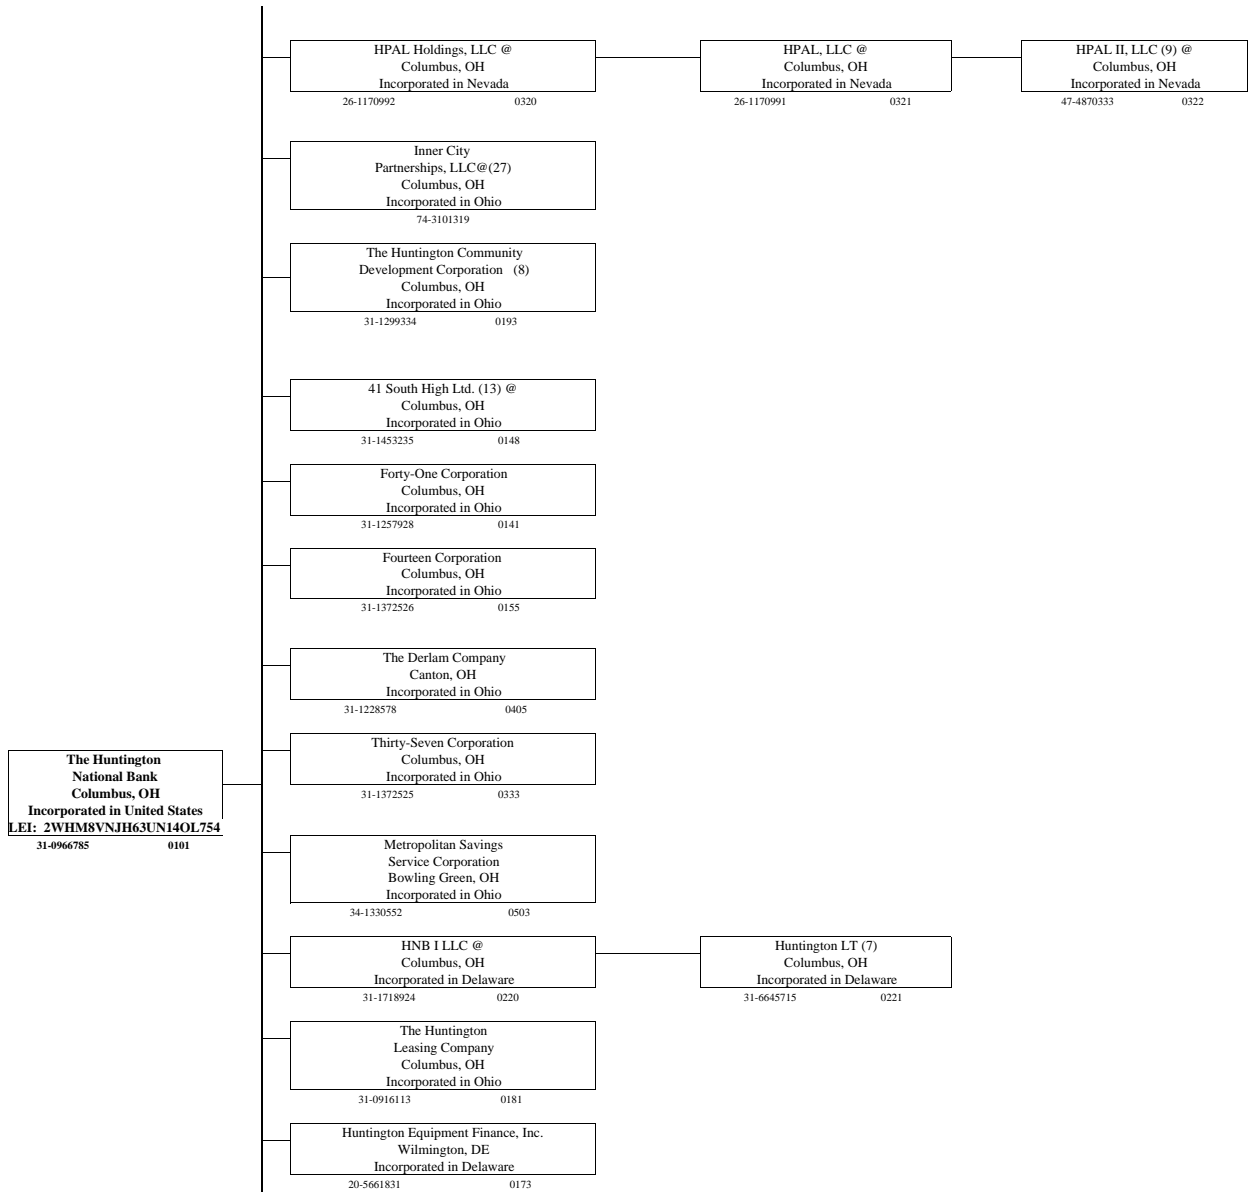 HPAL Holdings, LLC @
Columbus, OH
Incorporated in Nevada
26-1170992 0320
HPAL, LLC @
Columbus, OH
Incorporated in Nevada
26-1170991 0321
HPAL II, LLC (9) @
Columbus, OH
Incorporated in Nevada
47-4870333 0322
Inner City
Partnerships, LLC@(27)
Columbus, OH
Incorporated in Ohio
74-3101319
The Huntington Community
Development Corporation (8)
Columbus, OH
Incorporated in Ohio
31-1299334 0193
41 South High Ltd. (13) @
Columbus, OH
Incorporated in Ohio
31-1453235 0148
Forty-One Corporation
Columbus, OH
Incorporated in Ohio
31-1257928 0141
Fourteen Corporation
Columbus, OH
Incorporated in Ohio
31-1372526 0155
The Derlam Company
Canton, OH
Incorporated in Ohio
31-1228578 0405
Thirty-Seven Corporation
Columbus, OH
Incorporated in Ohio
31-1372525 0333
The Huntington
National Bank
Columbus, OH
Incorporated in United States
LEI: 2WHM8VNJH63UN14OL754
31-0966785 0101
Metropolitan Savings
Service Corporation
Bowling Green, OH
Incorporated in Ohio
34-1330552 0503
HNB I LLC @
Columbus, OH
Incorporated in Delaware
31-1718924 0220
Huntington LT (7)
Columbus, OH
Incorporated in Delaware
31-6645715 0221
The Huntington
Leasing Company
Columbus, OH
Incorporated in Ohio
31-0916113 0181
Huntington Equipment Finance, Inc.
Wilmington, DE
Incorporated in Delaware
20-5661831 0173